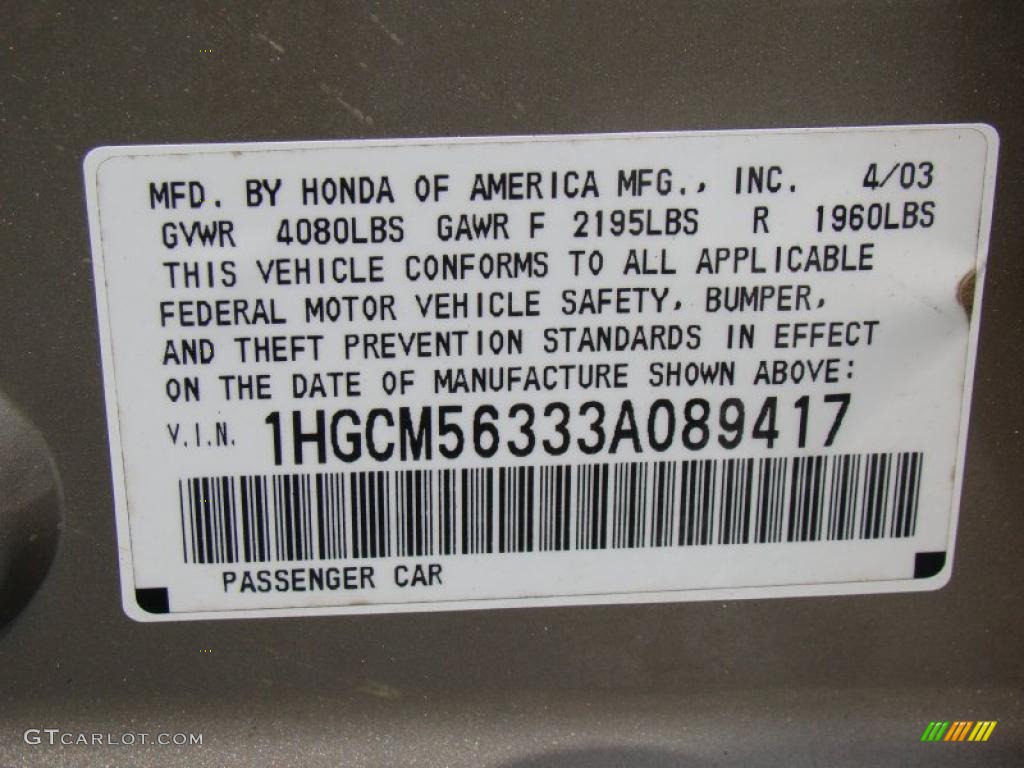 MFD. BY HONDA OF AMERICA MFG., INC. 4/03
GVWR 4080LBS GAWR F 2195LBS R 1960LBS
THIS VEHICLE CONFORMS TO ALL APPLICABLE
FEDERAL MOTOR VEHICLE SAFETY, BUMPER,
AND THEFT PREVENTION STANDARDS IN EFFECT
ON THE DATE OF MANUFACTURE SHOWN ABOVE:
V.I.N. 1HGCM56333A089417
PASSENGER CAR
GTCARLOT.COM